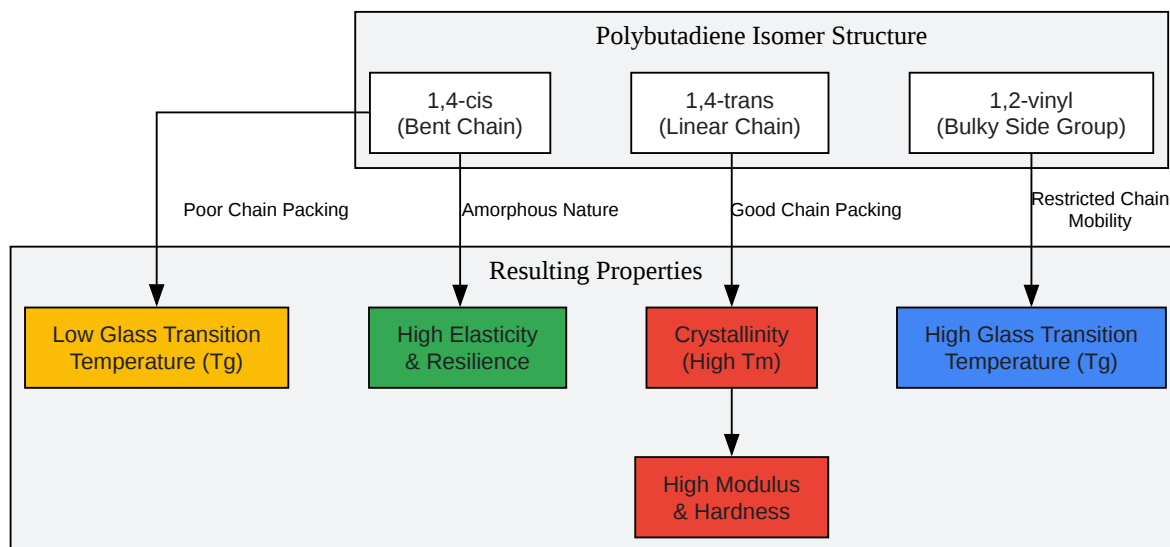 Polybutadiene Isomer Structure
1,4-cis
(Bent Chain)
1,4-trans
(Linear Chain)
1,2-vinyl
(Bulky Side Group)
Poor Chain Packing
Amorphous Nature
Good Chain Packing
Restricted Chain
Mobility
Resulting Properties
Low Glass Transition
Temperature (Tg)
High Elasticity
& Resilience
Crystallinity
(High Tm)
High Glass Transition
Temperature (Tg)
High Modulus
& Hardness